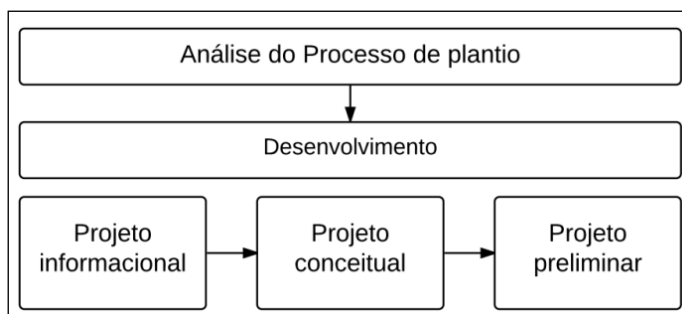 Análise do Processo de plantio
Desenvolvimento
Projeto
informacional
Projeto
conceitual
Projeto
preliminar